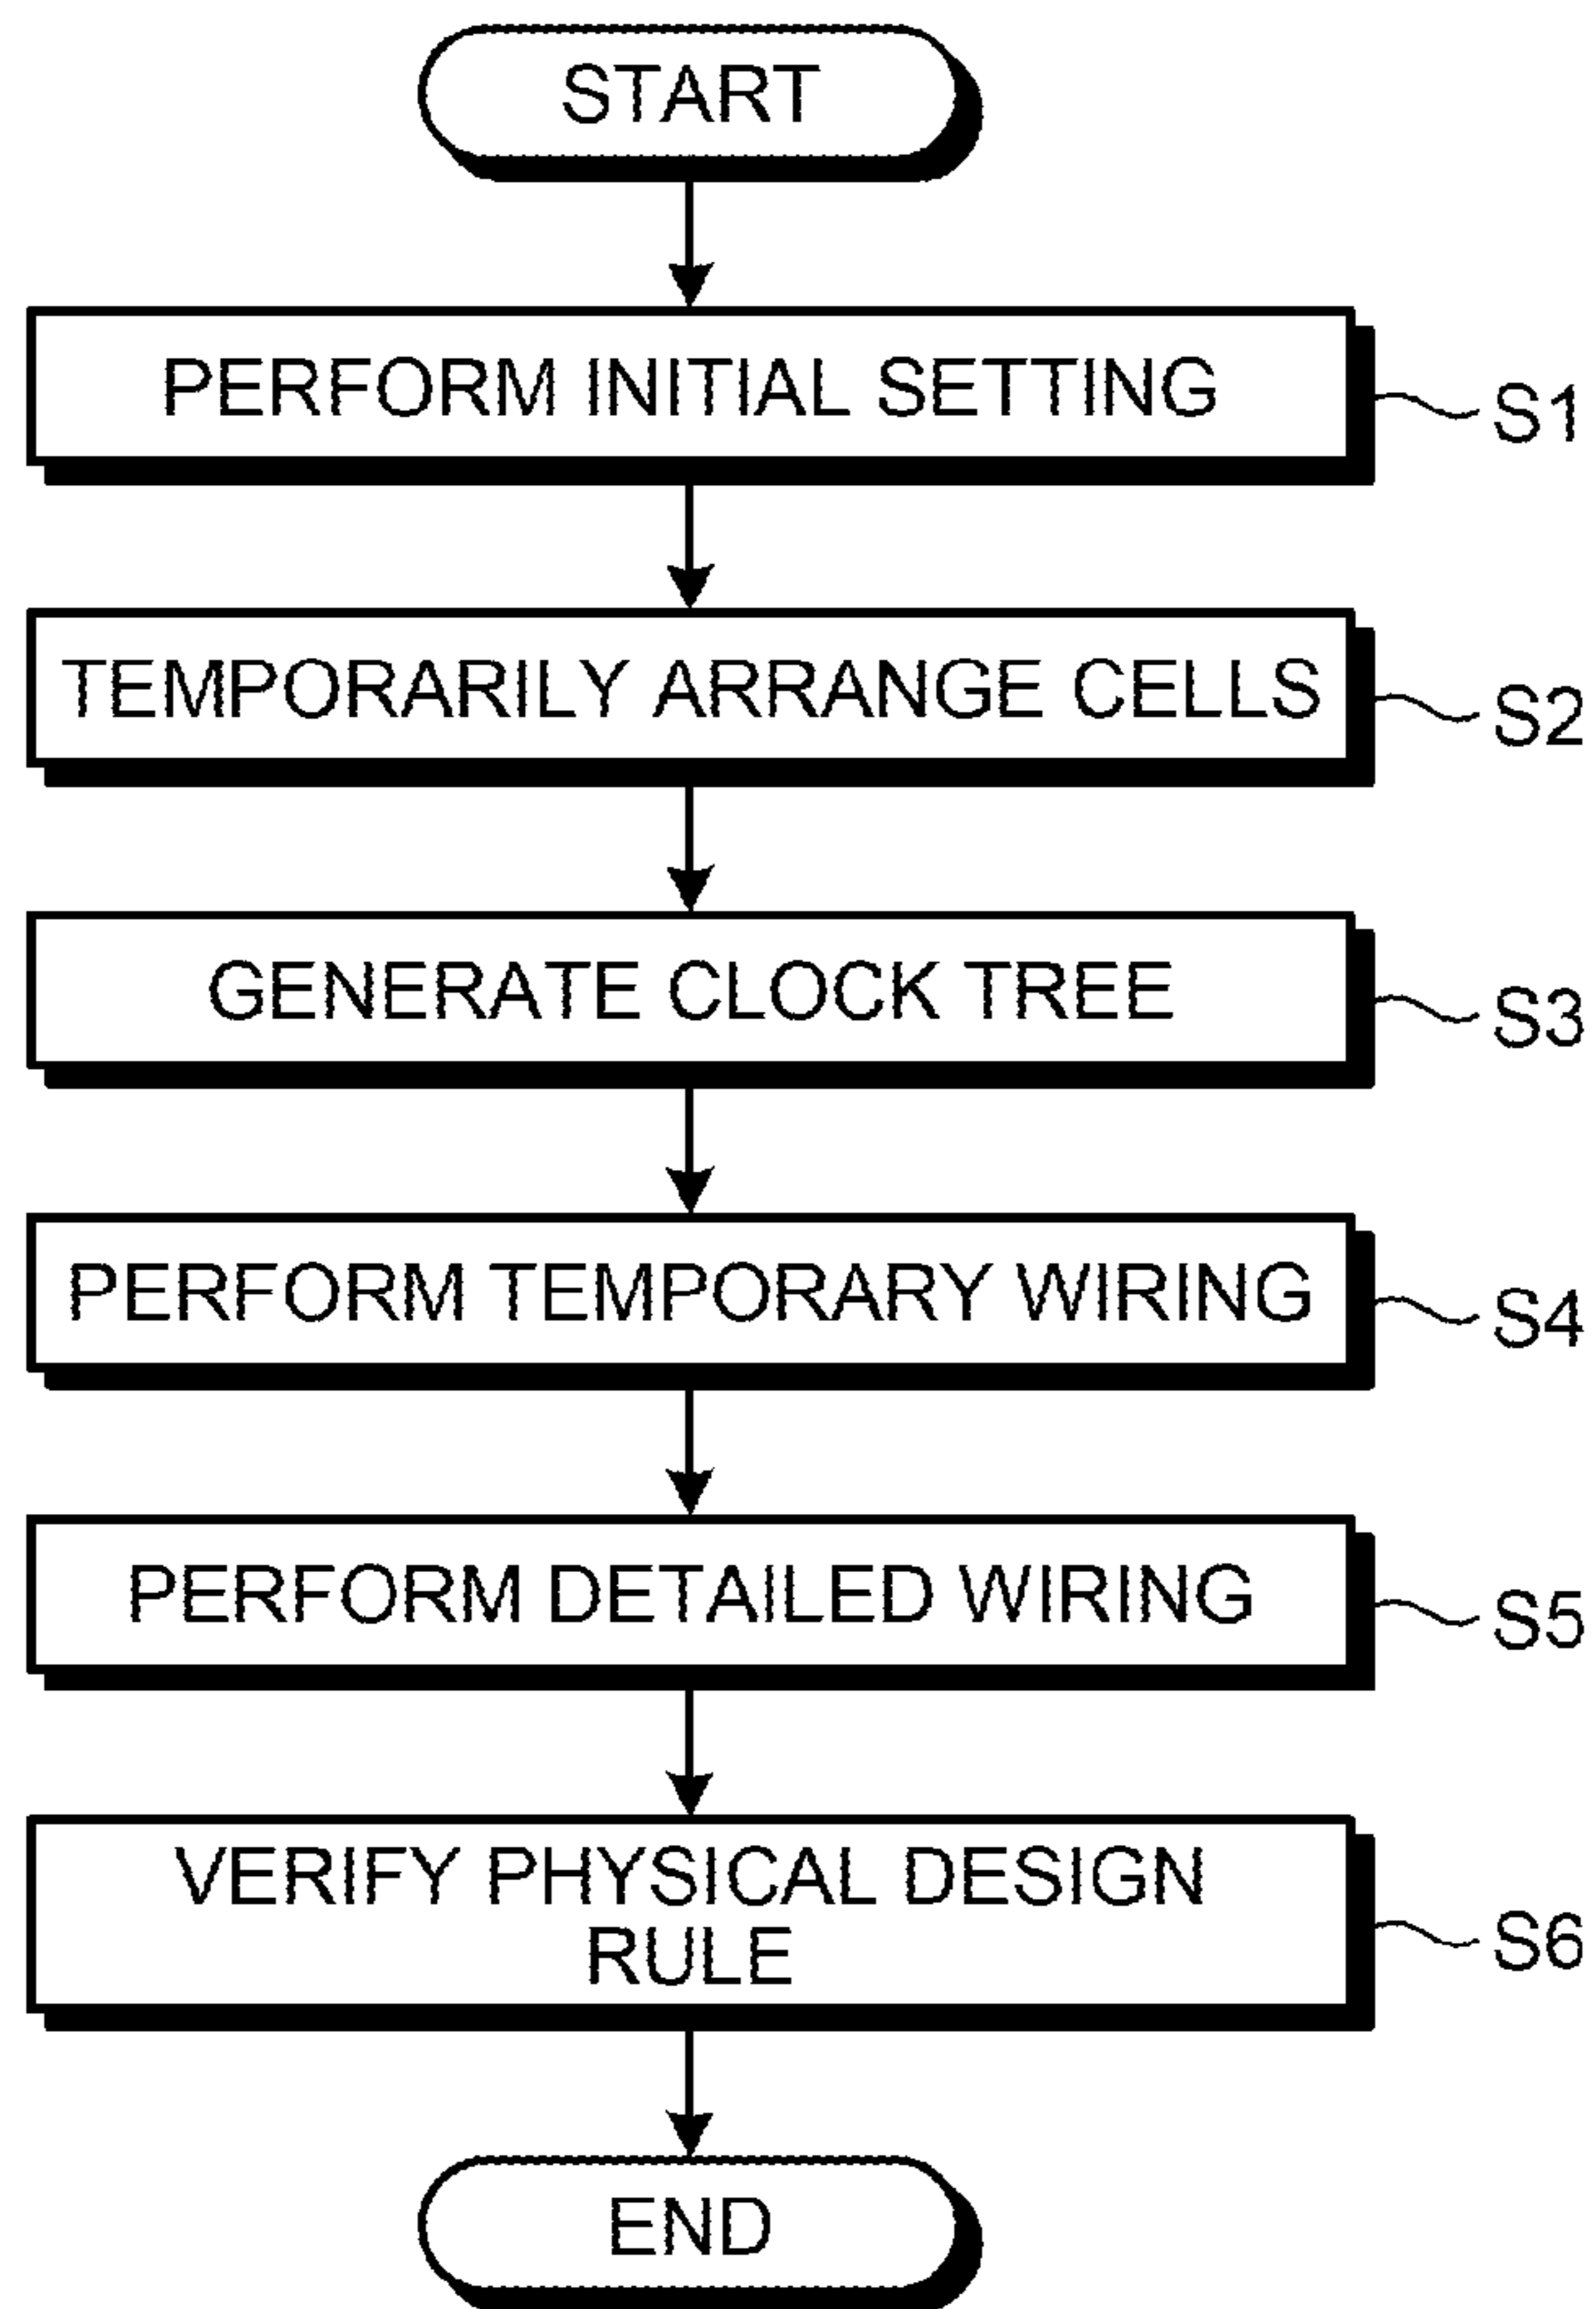 START
PERFORM INITIAL SETTING
S1
TEMPORARILY ARRANGE CELLS
S2
GENERATE CLOCK TREE
S3
PERFORM TEMPORARY WIRING
S4
PERFORM DETAILED WIRING
S5
VERIFY PHYSICAL DESIGN
RULE
S6
END